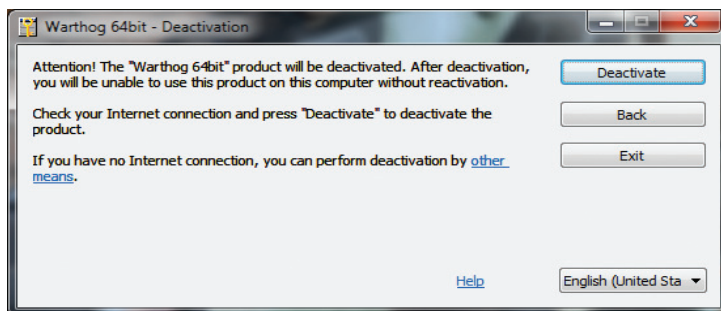 Warthog 64bit - Deactivation
Attention! The "Warthog 64bit" product will be deactivated. After deactivation,
you will be unable to use this product on this computer without reactivation.
Deactivate
Check your Internet connection and press "Deactivate" to deactivate the
product.
Back
If you have no Internet connection, you can perform deactivation by other
means.
Exit
Help
English (United Sta